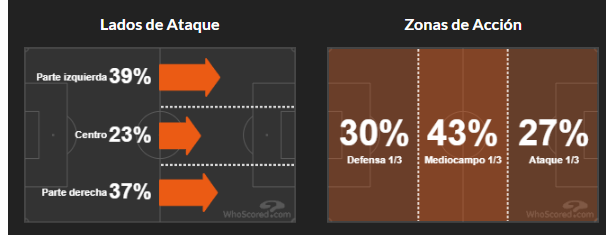 Lados de Ataque
Zonas de Acción
Parte izquierda 39%
Centro 23%
Parte derecha 37%
WhoScored.com
30%
Defensa 1/3
43%
Mediocampo 1/3
27%
Ataque 1/3
WhoScored.com